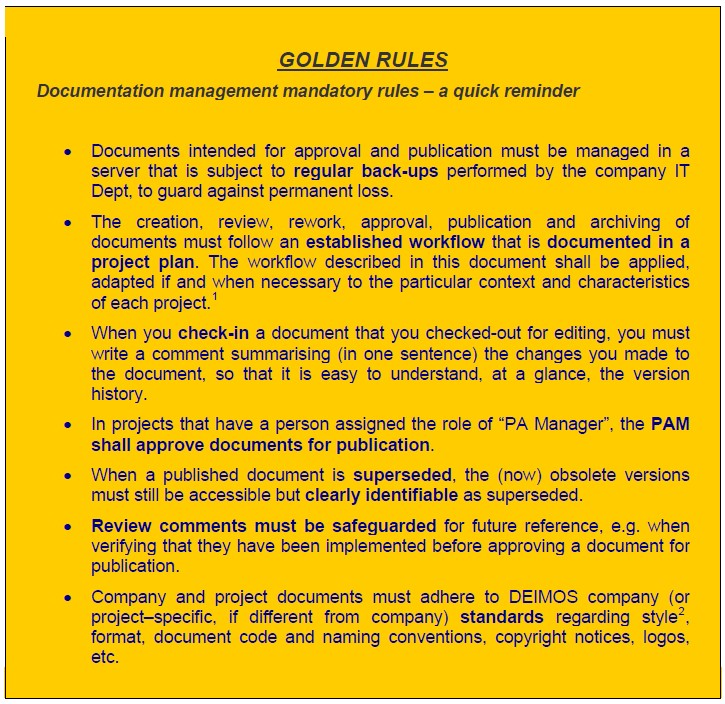 GOLDEN RULES
Documentation management mandatory rules – a quick reminder
• Documents intended for approval and publication must be managed in a
server that is subject to regular back-ups performed by the company IT
Dept, to guard against permanent loss.
• The creation, review, rework, approval, publication and archiving of
documents must follow an established workflow that is documented in a
project plan. The workflow described in this document shall be applied,
adapted if and when necessary to the particular context and characteristics
of each project.1
• When you check-in a document that you checked-out for editing, you must
write a comment summarising (in one sentence) the changes you made to
the document, so that it is easy to understand, at a glance, the version
history.
• In projects that have a person assigned the role of “PA Manager”, the PAM
shall approve documents for publication.
• When a published document is superseded, the (now) obsolete versions
must still be accessible but clearly identifiable as superseded.
• Review comments must be safeguarded for future reference, e.g. when
verifying that they have been implemented before approving a document for
publication.
• Company and project documents must adhere to DEIMOS company (or
project–specific, if different from company) standards regarding style2,
format, document code and naming conventions, copyright notices, logos,
etc.